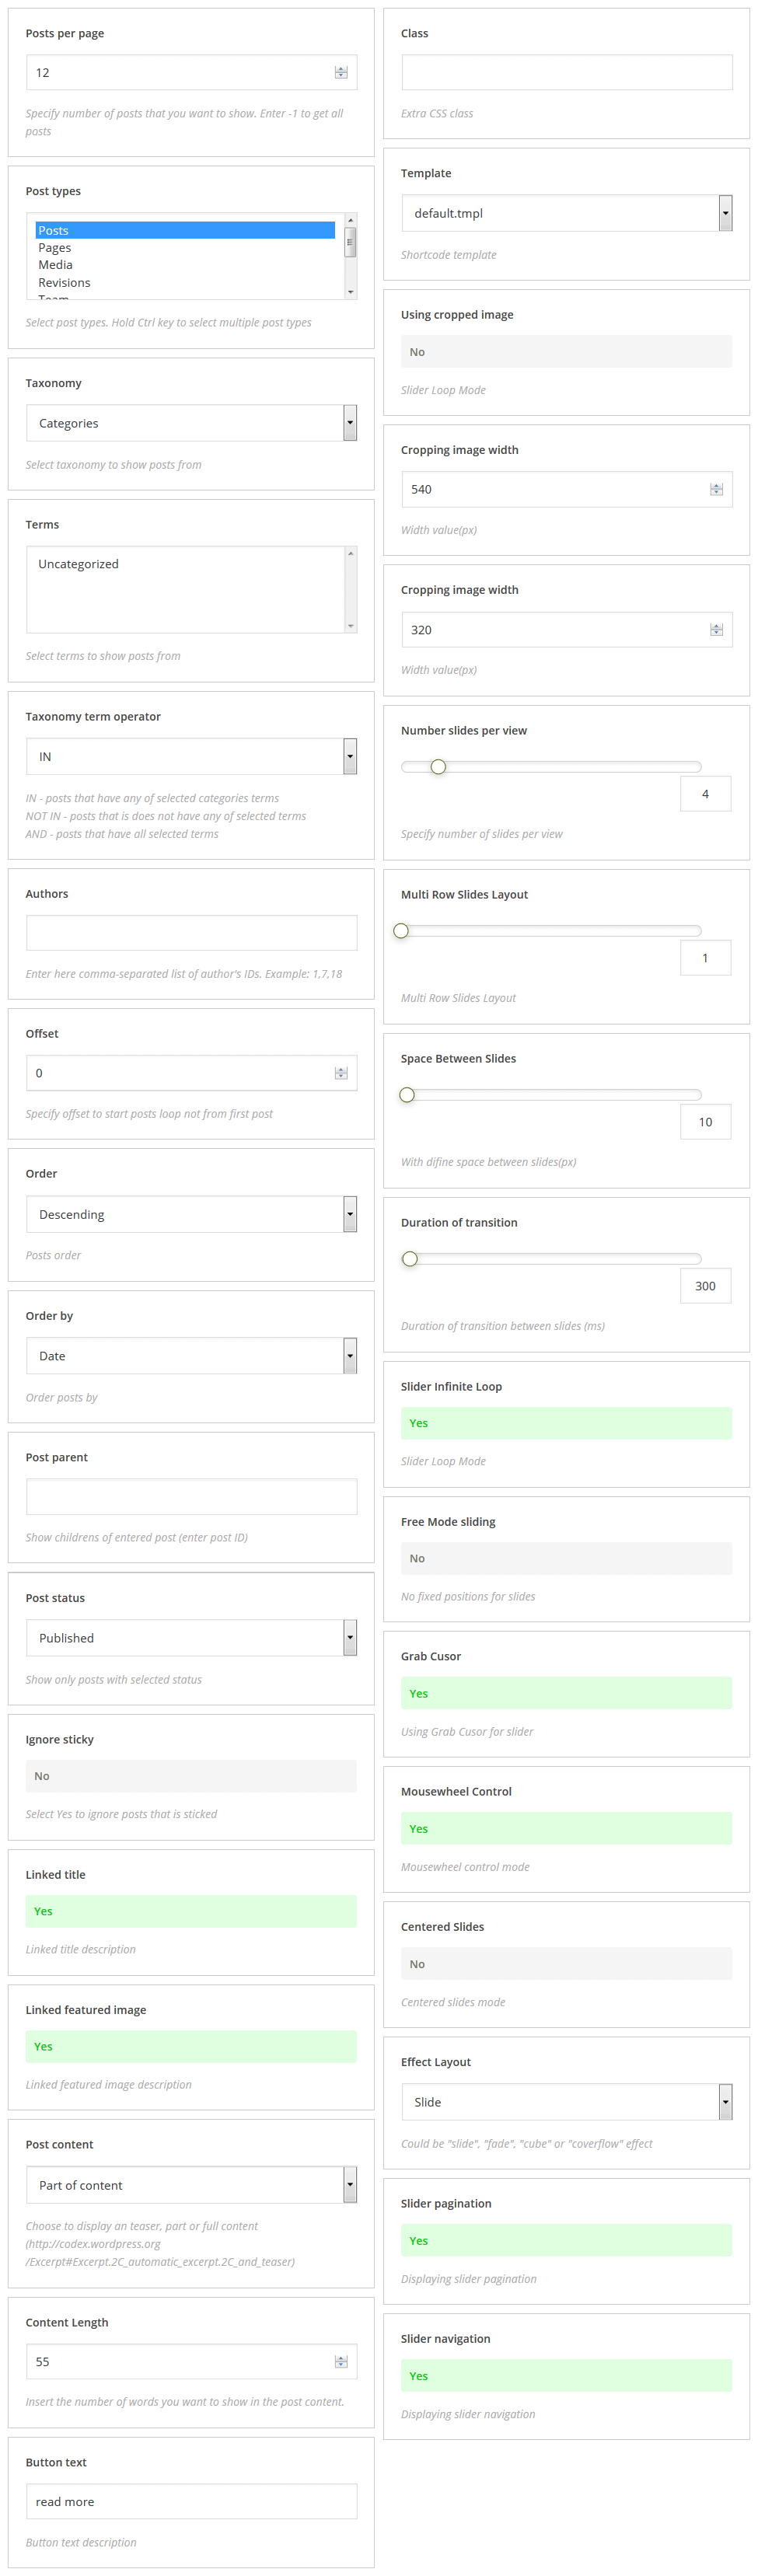 Posts per page
12
Specify number of posts that you want to show. Enter -1 to get all
posts
Post types
Posts
Pages
Media
Revisions
Team
Select post types. Hold Ctrl key to select multiple post types
Taxonomy
Categories
Select taxonomy to show posts from
Terms
Uncategorized
Select terms to show posts from
Taxonomy term operator
IN
IN - posts that have any of selected categories terms
NOT IN - posts that is does not have any of selected terms
AND - posts that have all selected terms
Authors
Enter here comma-separated list of author's IDs. Example: 1,7,18
Offset
0
Specify offset to start posts loop not from first post
Order
Descending
Posts order
Order by
Date
Order posts by
Post parent
Show childrens of entered post (enter post ID)
Post status
Published
Show only posts with selected status
Ignore sticky
No
Select Yes to ignore posts that is sticked
Linked title
Yes
Linked title description
Linked featured image
Yes
Linked featured image description
Post content
Part of content
Choose to display an teaser, part or full content
(http://codex.wordpress.org
/Excerpt#Excerpt.2C_automatic_excerpt.2C_and_teaser)
Content Length
55
Insert the number of words you want to show in the post content.
Button text
read more
Button text description
Class
Extra CSS class
Template
default.tmpl
Shortcode template
Using cropped image
No
Slider Loop Mode
Cropping image width
540
Width value(px)
Cropping image width
320
Width value(px)
Number slides per view
4
Specify number of slides per view
Multi Row Slides Layout
1
Multi Row Slides Layout
Space Between Slides
10
With difine space between slides(px)
Duration of transition
300
Duration of transition between slides (ms)
Slider Infinite Loop
Yes
Slider Loop Mode
Free Mode sliding
No
No fixed positions for slides
Grab Cusor
Yes
Using Grab Cusor for slider
Mousewheel Control
Yes
Mousewheel control mode
Centered Slides
No
Centered slides mode
Effect Layout
Slide
Could be "slide", "fade", "cube" or "coverflow" effect
Slider pagination
Yes
Displaying slider pagination
Slider navigation
Yes
Displaying slider navigation